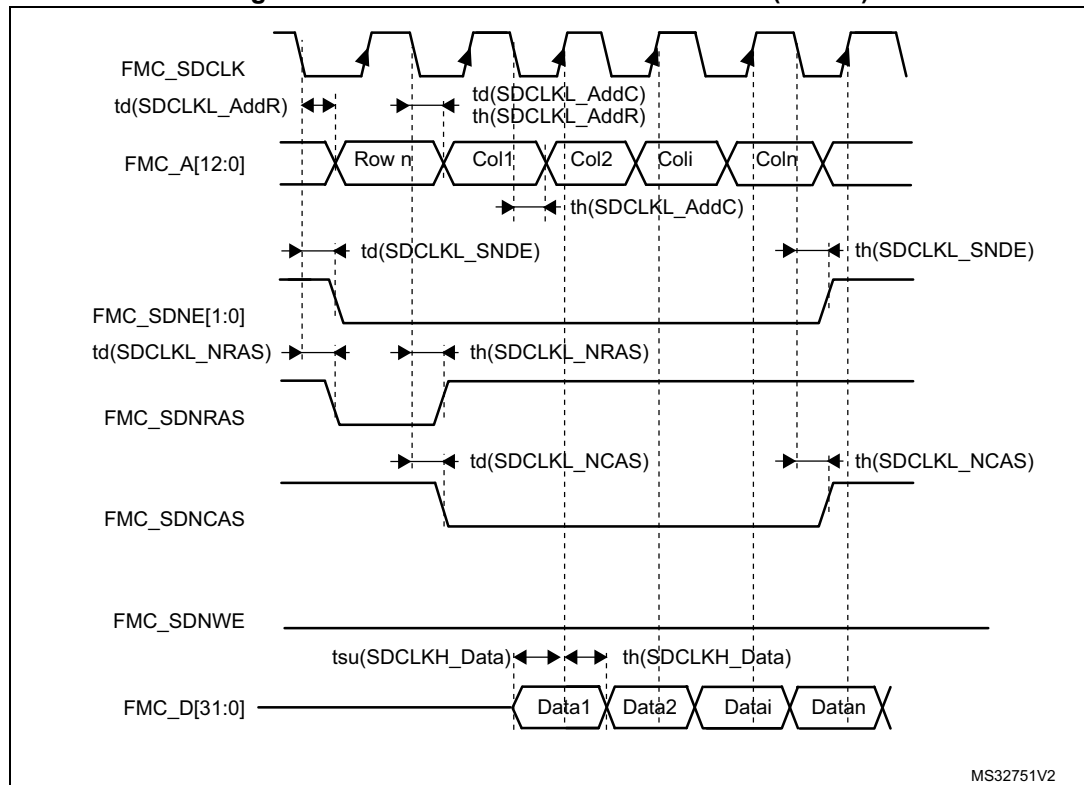 FMC_SDCLK
td(SDCLKL_AddR)
td(SDCLKL_AddC)
th(SDCLKL_AddR)
FMC_A[12:0]
Row n
Col1
Col2
Coli
Coln
th(SDCLKL_AddC)
td(SDCLKL_SNDE)
th(SDCLKL_SNDE)
FMC_SDNE[1:0]
td(SDCLKL_NRAS)
th(SDCLKL_NRAS)
FMC_SDNRAS
td(SDCLKL_NCAS)
th(SDCLKL_NCAS)
FMC_SDNCAS
FMC_SDNWE
tsu(SDCLKH_Data)
th(SDCLKH_Data)
FMC_D[31:0]
Data1
Data2
Datai
Datan
MS32751V2